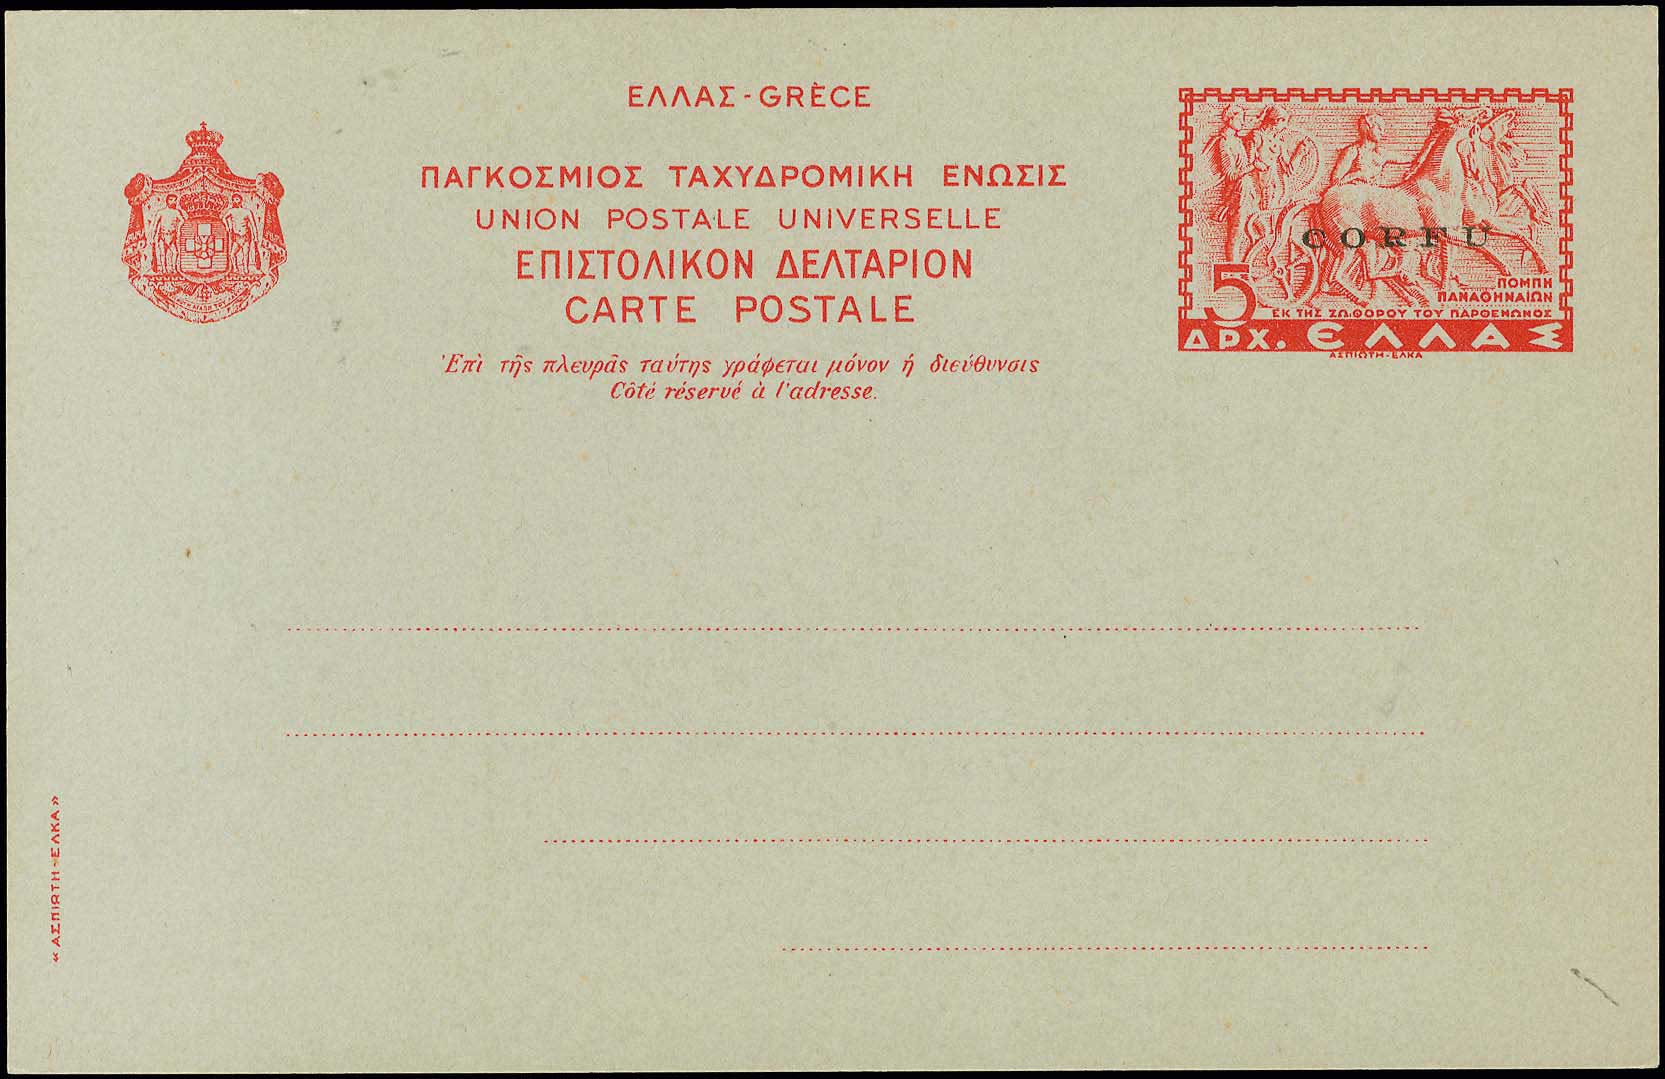 ΕΛΛΑΣ - GRÈCE
ΠΑΓΚΟΣΜΙΟΣ ΤΑΧΥΔΡΟΜΙΚΗ ΕΝΩΣΙΣ
UNION POSTALE UNIVERSELLE
ΕΠΙΣΤΟΛΙΚΟΝ ΔΕΛΤΑΡΙΟΝ
CARTE POSTALE
Ἐπὶ τῆς πλευρᾶς ταύτης γράφεται μόνον ἡ διεύθυνσις
Côté réservé à l'adresse.
CORFU
5
ΠΟΜΠΗ
ΠΑΝΑΘΗΝΑΙΩΝ
ΕΚ ΤΗΣ ΖΩΦΟΡΟΥ ΤΟΥ ΠΑΡΘΕΝΩΝΟΣ
ΔΡΧ. ΕΛΛΑΣ
ΑΣΠΙΩΤΗ-ΕΛΚΑ
« ΑΣΠΙΩΤΗ-ΕΛΚΑ »